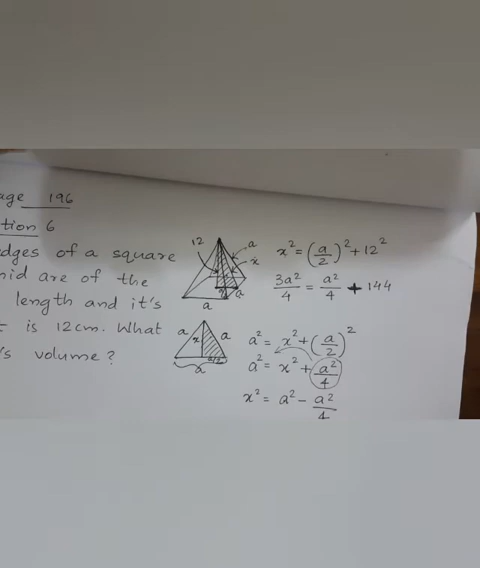 age 196
tion 6
dges of a square
mid are of the
length and it's
t is 12cm. What
's volume?
12
a
x
a
a
x² = (a/2)² + 12²
3a²/4 = a²/4 + 144
a
x
a
a/2
a
a² = x² + (a/2)²
a² = x² + a²/4
x² = a² - a²/4